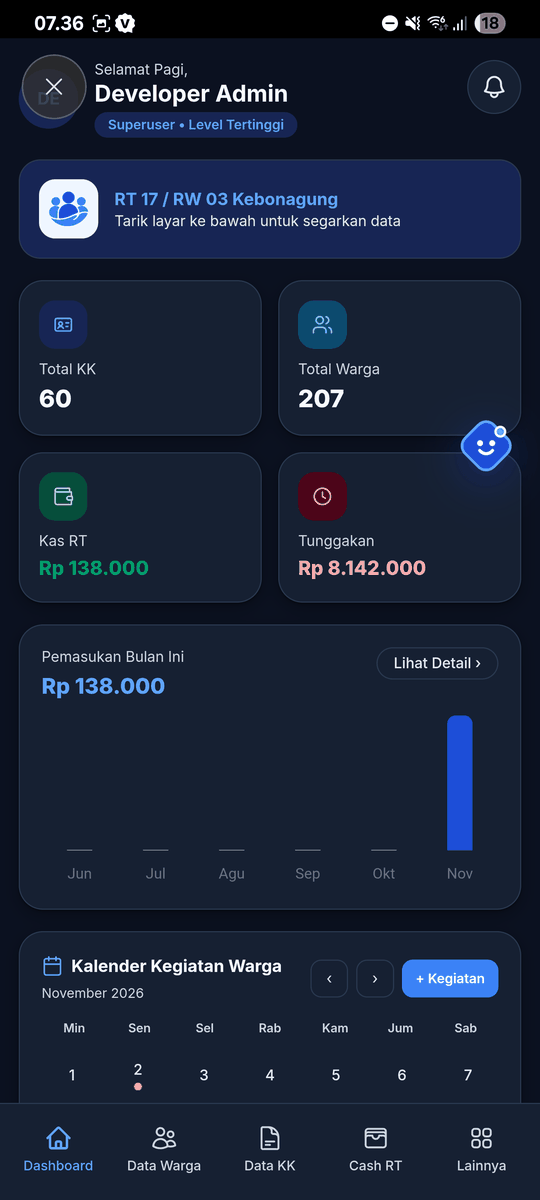 07.36
V
6
18
DE
Selamat Pagi,
Developer Admin
Superuser • Level Tertinggi
RT 17 / RW 03 Kebonagung
Tarik layar ke bawah untuk segarkan data
Total KK
60
Total Warga
207
Kas RT
Rp 138.000
Tunggakan
Rp 8.142.000
Pemasukan Bulan Ini
Lihat Detail ›
Rp 138.000
Jun Jul Agu Sep Okt Nov
Kalender Kegiatan Warga
November 2026
‹ › + Kegiatan
Min Sen Sel Rab Kam Jum Sab
1 2 3 4 5 6 7
Dashboard Data Warga Data KK Cash RT Lainnya